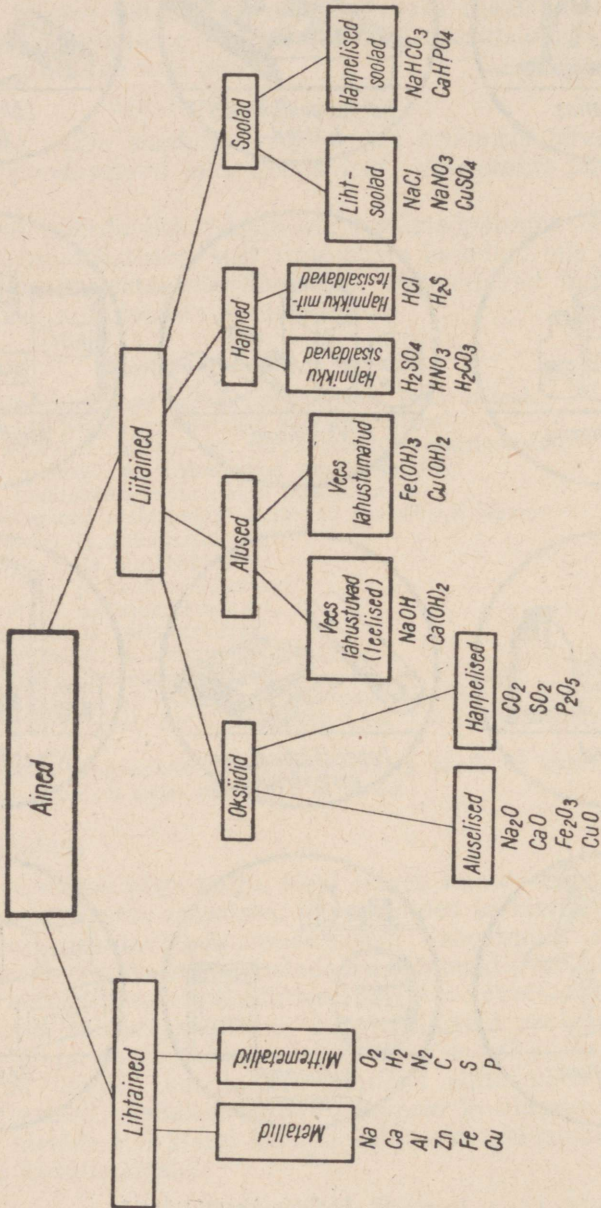 Ained
Lihtained
Liitained
Metallid
Mittemetallid
Oksiidid
Alused
Happed
Soolad
Na
Ca
Al
Zn
Fe
Cu
O₂
H₂
N₂
C
S
P
Aluselised
Na₂O
CaO
Fe₂O₃
CuO
Happelised
CO₂
SO₂
P₂O₅
Vees
lahustuvad
(leelised)
NaOH
Ca(OH)₂
Vees
lahustumatud
Fe(OH)₃
Cu(OH)₂
Hapnikku
sisaldavad
H₂SO₄
HNO₃
H₂CO₃
Hapnikku mit-
tesisaldavad
HCl
H₂S
Liht-
soolad
NaCl
NaNO₃
CuSO₄
Happelised
soolad
NaHCO₃
CaHPO₄